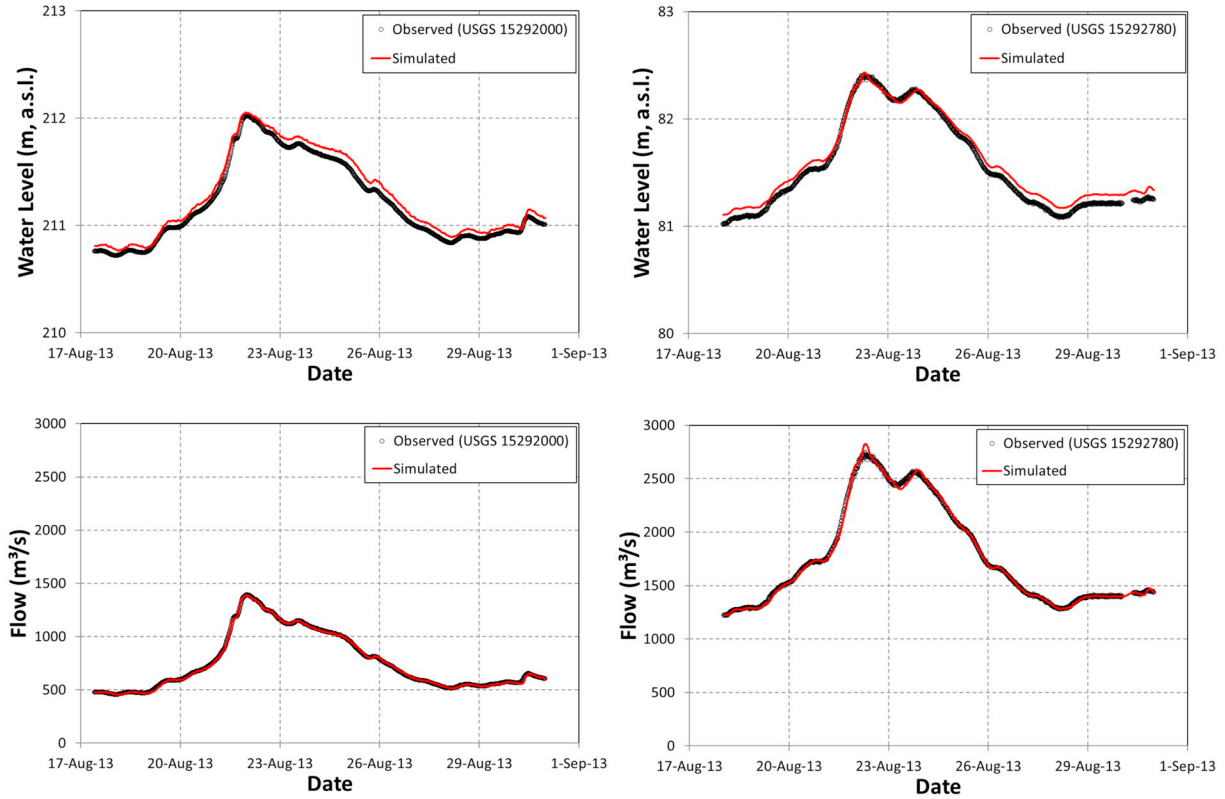 213
212
211
210
Water Level (m, a.s.l.)
Observed (USGS 15292000)
Simulated
17-Aug-13 20-Aug-13 23-Aug-13 26-Aug-13 29-Aug-13 1-Sep-13
Date
83
82
81
80
Water Level (m, a.s.l.)
Observed (USGS 15292780)
Simulated
17-Aug-13 20-Aug-13 23-Aug-13 26-Aug-13 29-Aug-13 1-Sep-13
Date
3000
2500
2000
1500
1000
500
0
Flow (m³/s)
Observed (USGS 15292000)
Simulated
17-Aug-13 20-Aug-13 23-Aug-13 26-Aug-13 29-Aug-13 1-Sep-13
Date
3000
2500
2000
1500
1000
500
0
Flow (m³/s)
Observed (USGS 15292780)
Simulated
17-Aug-13 20-Aug-13 23-Aug-13 26-Aug-13 29-Aug-13 1-Sep-13
Date